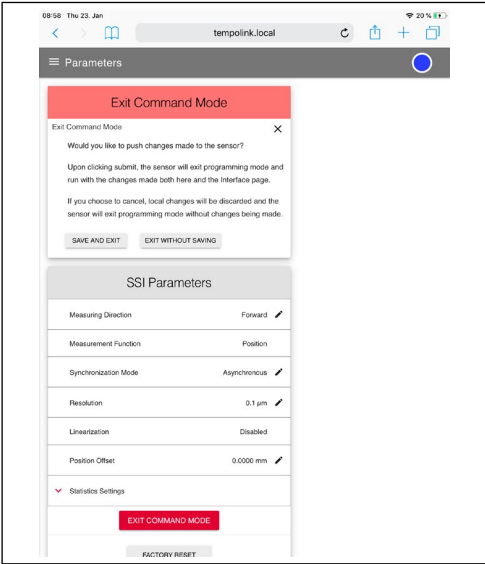 08:58 Thu 23. Jan
20 %
tempolink.local
Parameters
Exit Command Mode
Exit Command Mode
Would you like to push changes made to the sensor?
Upon clicking submit, the sensor will exit programming mode and
run with the changes made both here and the Interface page.
If you choose to cancel, local changes will be discarded and the
sensor will exit programming mode without changes being made.
SAVE AND EXIT EXIT WITHOUT SAVING
SSI Parameters
Measuring Direction Forward
Measurement Function Position
Synchronization Mode Asynchronous
Resolution 0.1 µm
Linearization Disabled
Position Offset 0.0000 mm
Statistics Settings
EXIT COMMAND MODE
FACTORY RESET